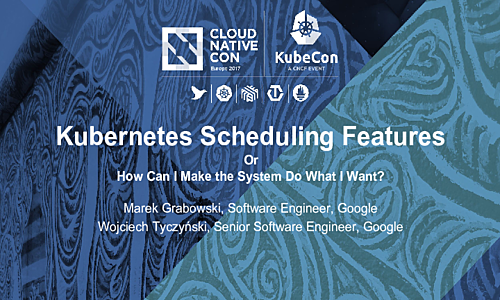 CLOUD
NATIVE
CON
Europe 2017
KubeCon
A CNCF EVENT
Kubernetes Scheduling Features
Or
How Can I Make the System Do What I Want?
Marek Grabowski, Software Engineer, Google
Wojciech Tyczyński, Senior Software Engineer, Google